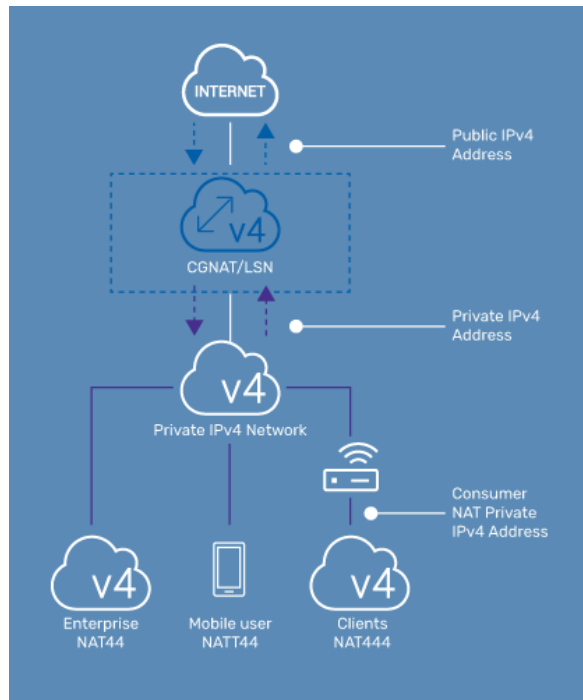 INTERNET
Public IPv4
Address
v4
CGNAT/LSN
Private IPv4
Address
v4
Private IPv4 Network
Consumer
NAT Private
IPv4 Address
v4
Enterprise
NAT44
Mobile user
NATT44
v4
Clients
NAT444